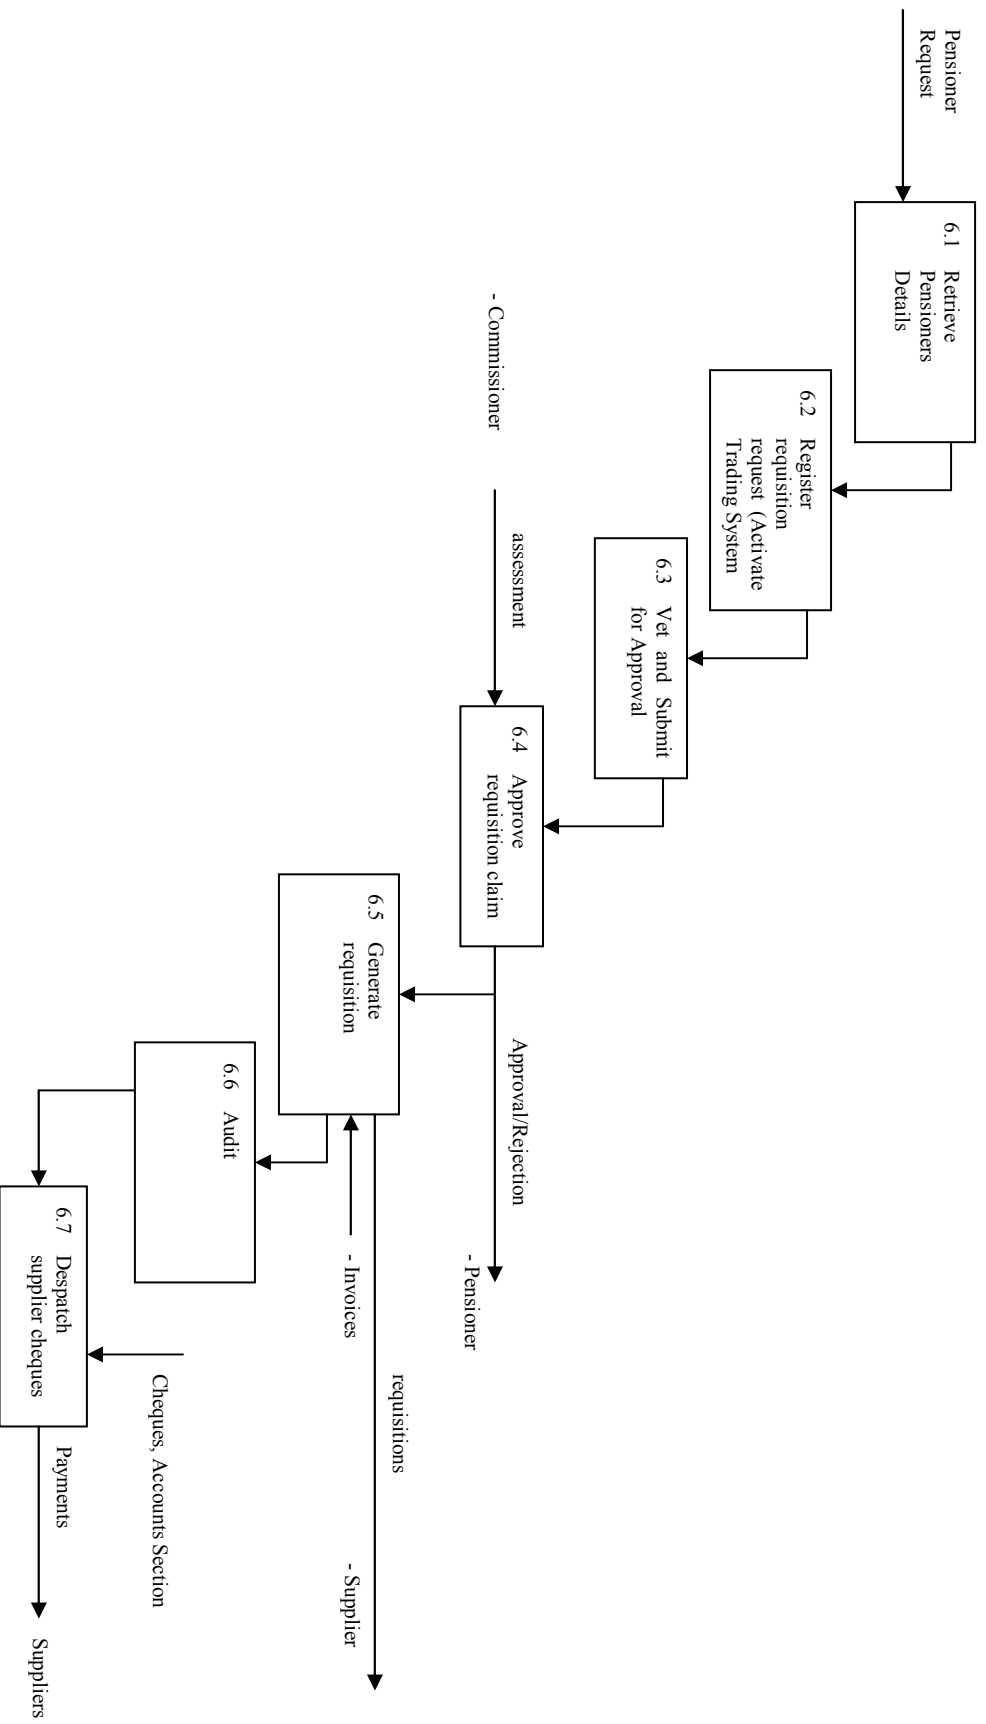 Pensioner
Request
6.1 Retrieve
Pensioners
Details
6.2 Register
requisition
request (Activate
Trading System
6.3 Vet and Submit
for Approval
- Commissioner
assessment
6.4 Approve
requisition claim
Approval/Rejection
- Pensioner
6.5 Generate
requisition
requisitions
- Supplier
- Invoices
6.6 Audit
Cheques, Accounts Section
6.7 Despatch
supplier cheques
Payments
Suppliers